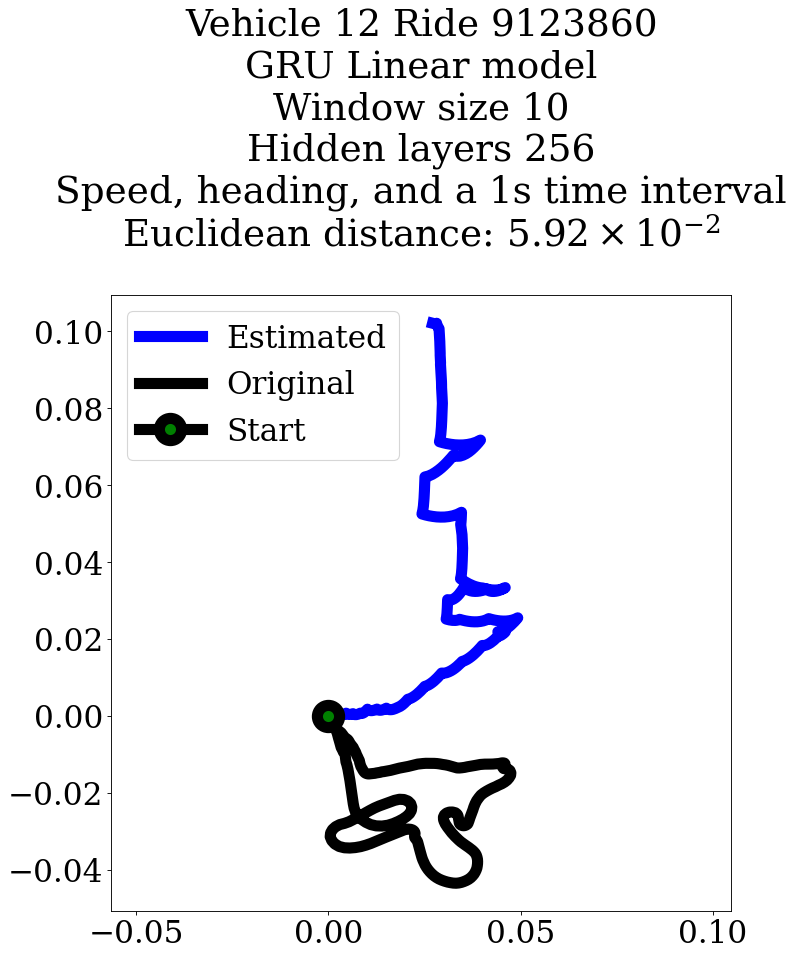 Vehicle 12 Ride 9123860
GRU Linear model
Window size 10
Hidden layers 256
Speed, heading, and a 1s time interval
Euclidean distance: 5.92 × 10⁻²
Estimated
Original
Start
0.10
0.08
0.06
0.04
0.02
0.00
−0.02
−0.04
−0.05 0.00 0.05 0.10